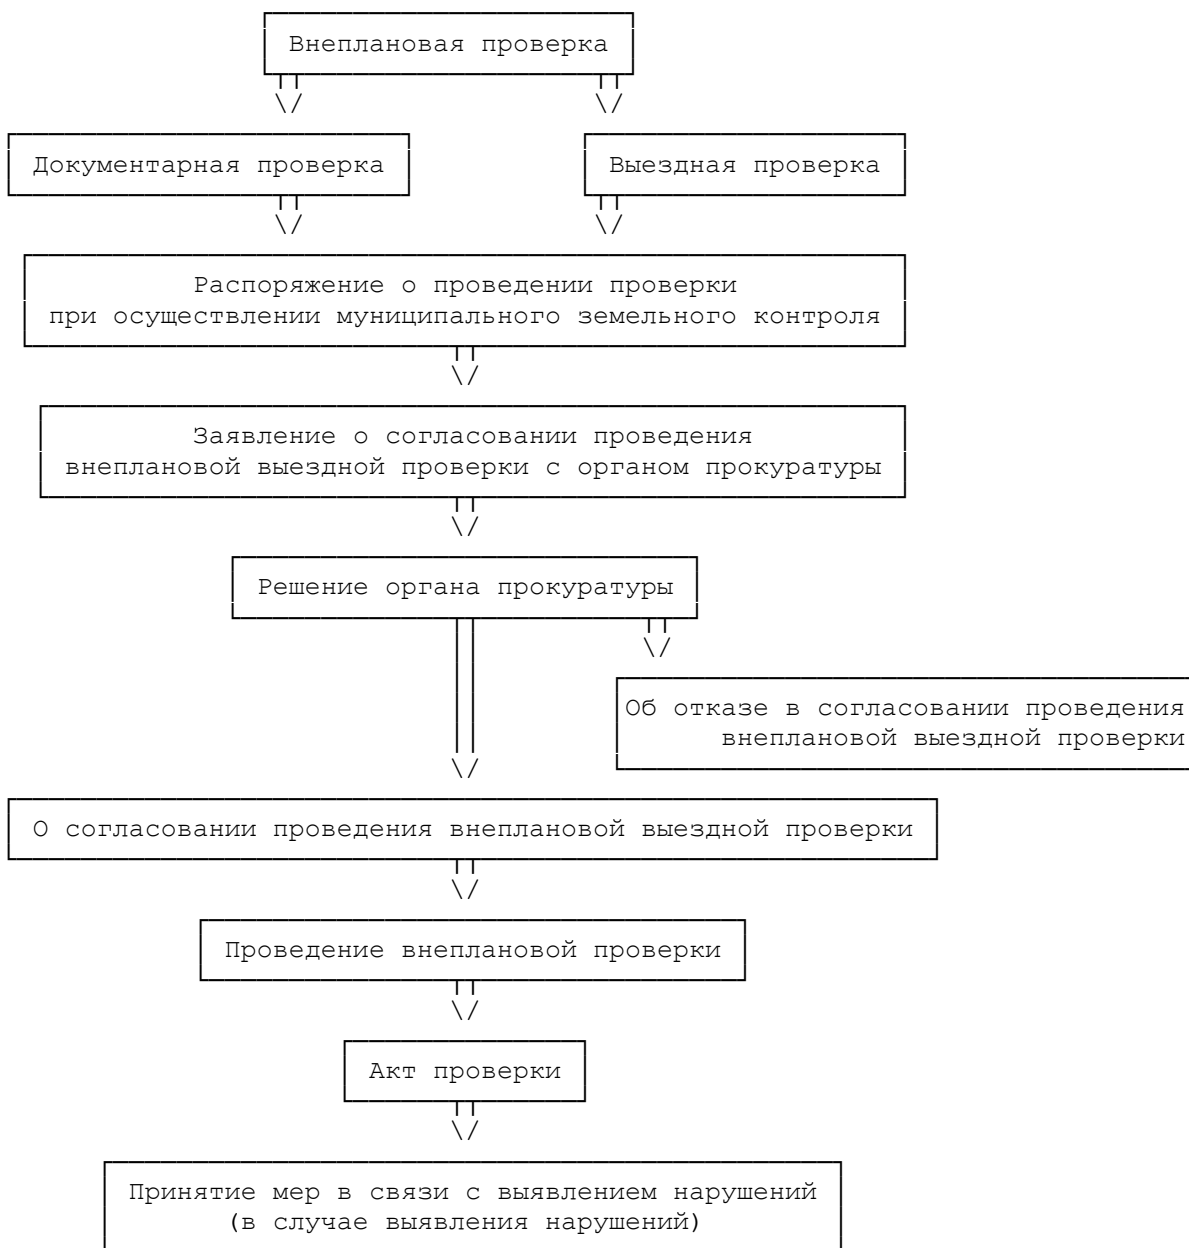 Внеплановая проверка
Документарная проверка
Выездная проверка
Распоряжение о проведении проверки
при осуществлении муниципального земельного контроля
Заявление о согласовании проведения
внеплановой выездной проверки с органом прокуратуры
Решение органа прокуратуры
Об отказе в согласовании проведения
внеплановой выездной проверки
О согласовании проведения внеплановой выездной проверки
Проведение внеплановой проверки
Акт проверки
Принятие мер в связи с выявлением нарушений
(в случае выявления нарушений)